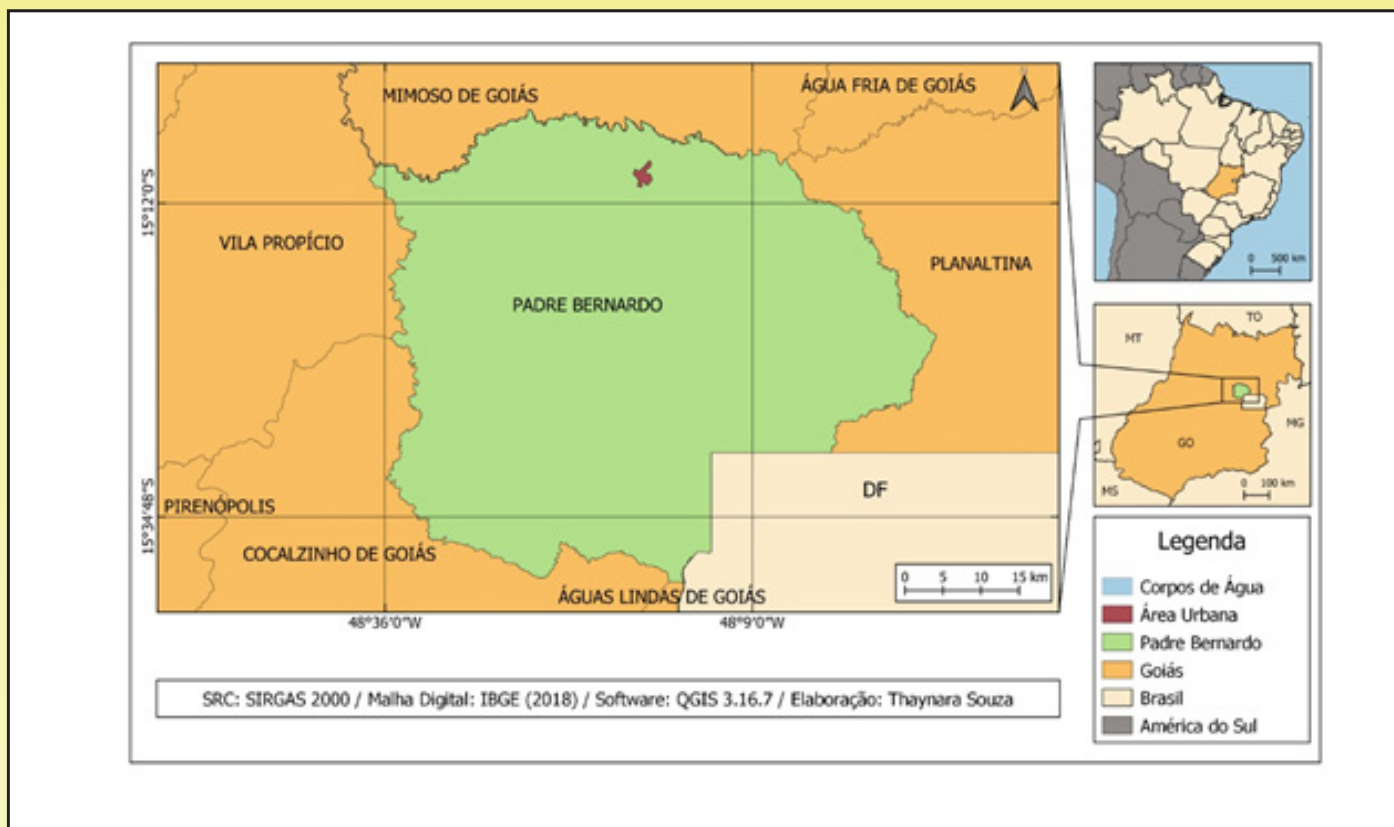 MIMOSO DE GOIÁS
ÁGUA FRIA DE GOIÁS
N
15°12'0"S
VILA PROPÍCIO
PLANALTINA
PADRE BERNARDO
15°34'48"S
DF
PIRENÓPOLIS
COCALZINHO DE GOIÁS
ÁGUAS LINDAS DE GOIÁS
0 5 10 15 km
48°36'0"W
48°9'0"W
0 500 km
TO
MT
MG
GO
MS
0 100 km
Legenda
Corpos de Água
Área Urbana
Padre Bernardo
Goiás
Brasil
América do Sul
SRC: SIRGAS 2000 / Malha Digital: IBGE (2018) / Software: QGIS 3.16.7 / Elaboração: Thaynara Souza